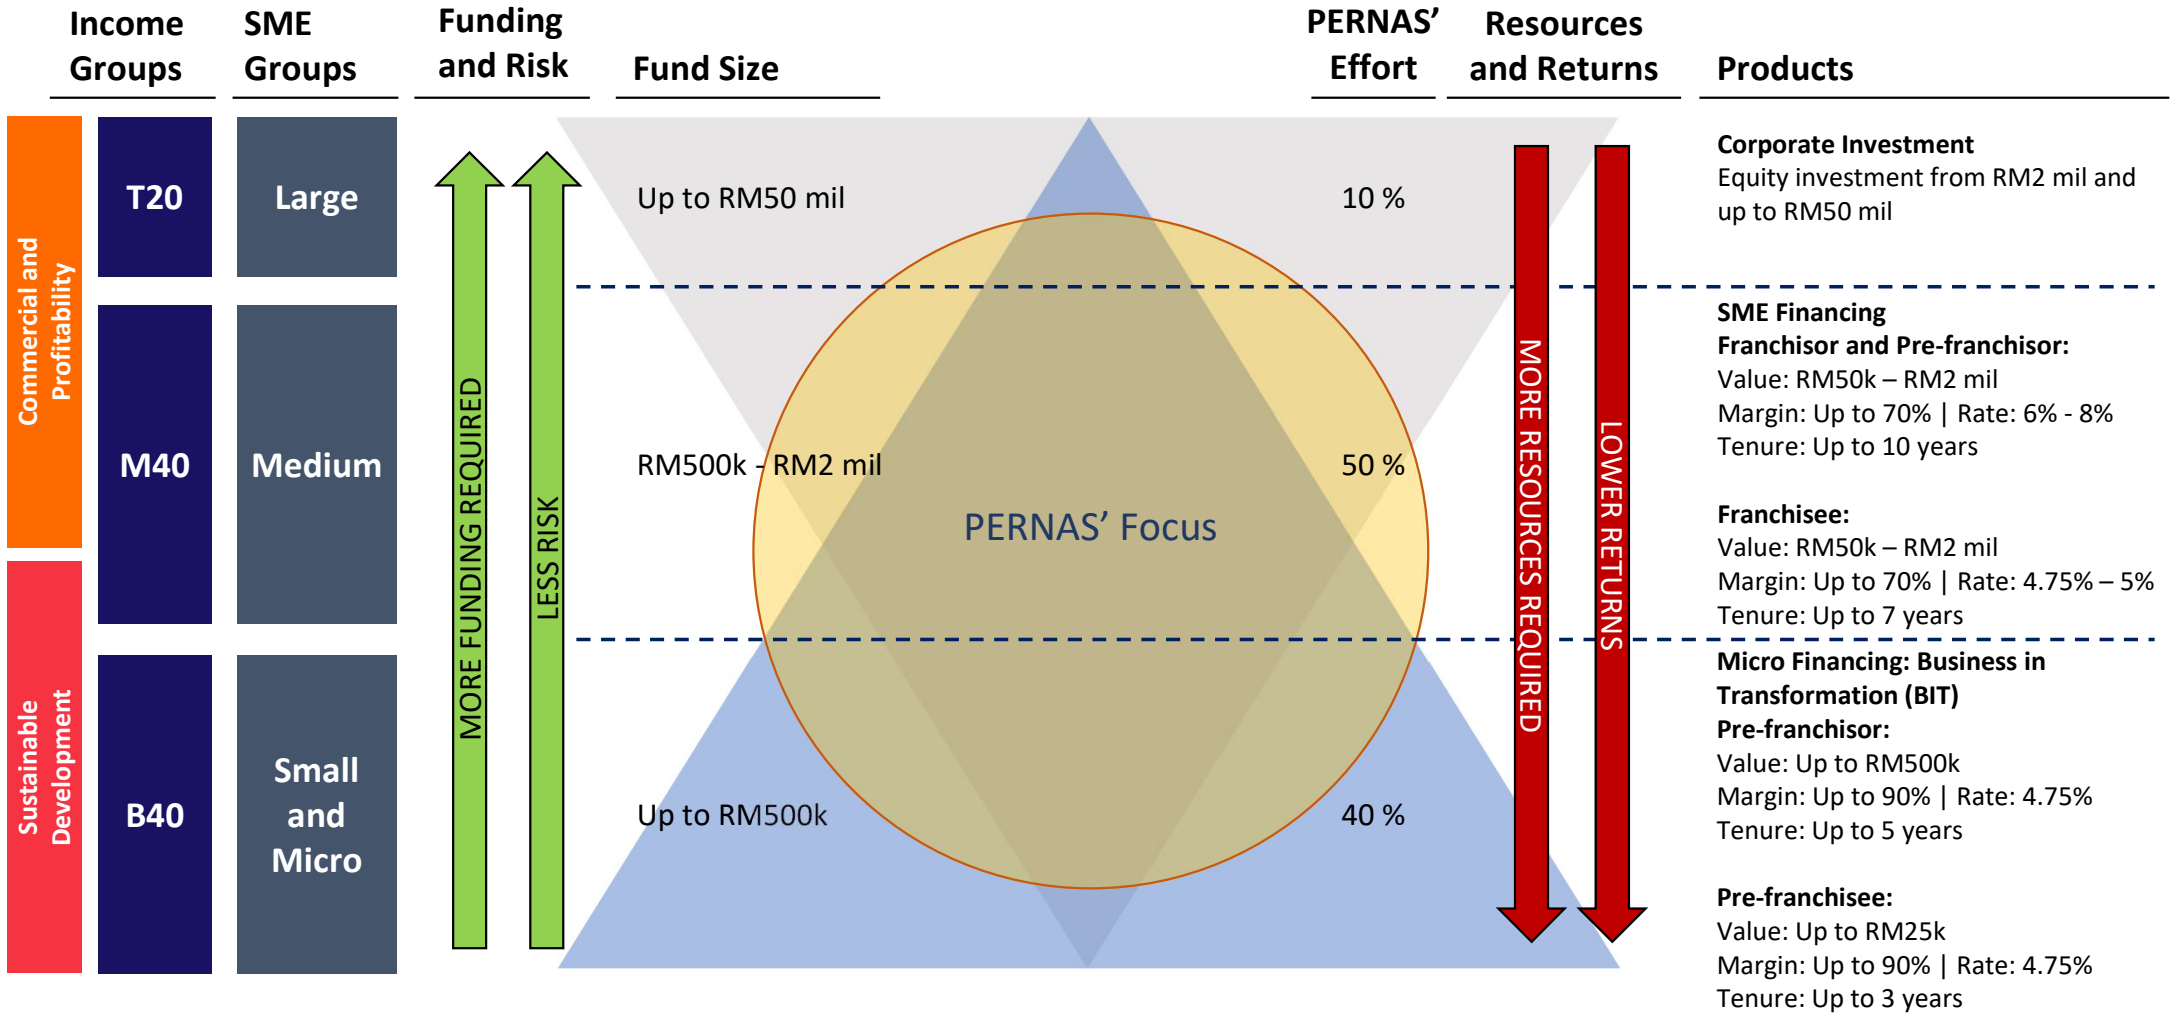 Income
Groups
SME
Groups
Funding
and Risk
Fund Size
PERNAS’
Effort
Resources
and Returns
Products
Commercial and
Profitability
Sustainable
Development
T20
Large
M40
Medium
B40
Small
and
Micro
MORE FUNDING REQUIRED
LESS RISK
Up to RM50 mil
RM500k - RM2 mil
Up to RM500k
PERNAS’ Focus
10 %
50 %
40 %
MORE RESOURCES REQUIRED
LOWER RETURNS
Corporate Investment
Equity investment from RM2 mil and
up to RM50 mil
SME Financing
Franchisor and Pre-franchisor:
Value: RM50k – RM2 mil
Margin: Up to 70% | Rate: 6% - 8%
Tenure: Up to 10 years
Franchisee:
Value: RM50k – RM2 mil
Margin: Up to 70% | Rate: 4.75% – 5%
Tenure: Up to 7 years
Micro Financing: Business in
Transformation (BIT)
Pre-franchisor:
Value: Up to RM500k
Margin: Up to 90% | Rate: 4.75%
Tenure: Up to 5 years
Pre-franchisee:
Value: Up to RM25k
Margin: Up to 90% | Rate: 4.75%
Tenure: Up to 3 years